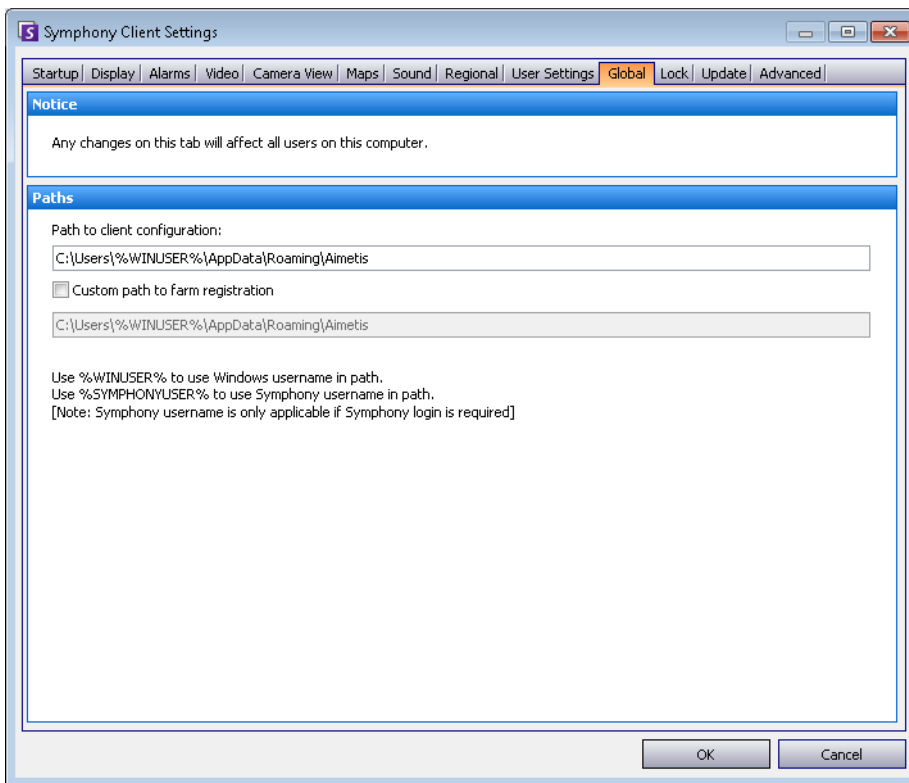 Symphony Client Settings
Startup Display Alarms Video Camera View Maps Sound Regional User Settings Global Lock Update Advanced
Notice
Any changes on this tab will affect all users on this computer.
Paths
Path to client configuration:
C:\Users\%WINUSER%\AppData\Roaming\Aimetis
Custom path to farm registration
C:\Users\%WINUSER%\AppData\Roaming\Aimetis
Use %WINUSER% to use Windows username in path.
Use %SYMPHONYUSER% to use Symphony username in path.
[Note: Symphony username is only applicable if Symphony login is required]
OK Cancel